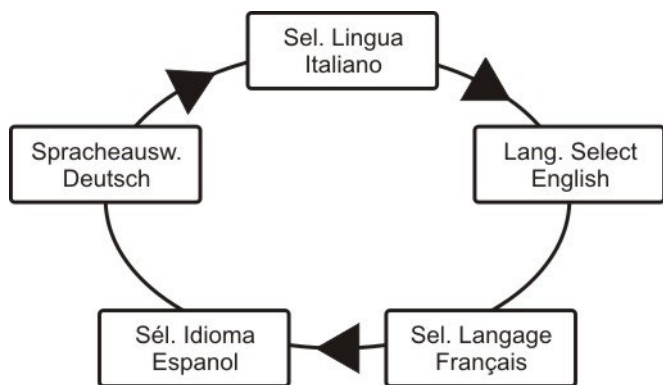 Sel. Lingua
Italiano
Spracheausw.
Deutsch
Lang. Select
English
Sél. Idioma
Espanol
Sel. Langage
Français